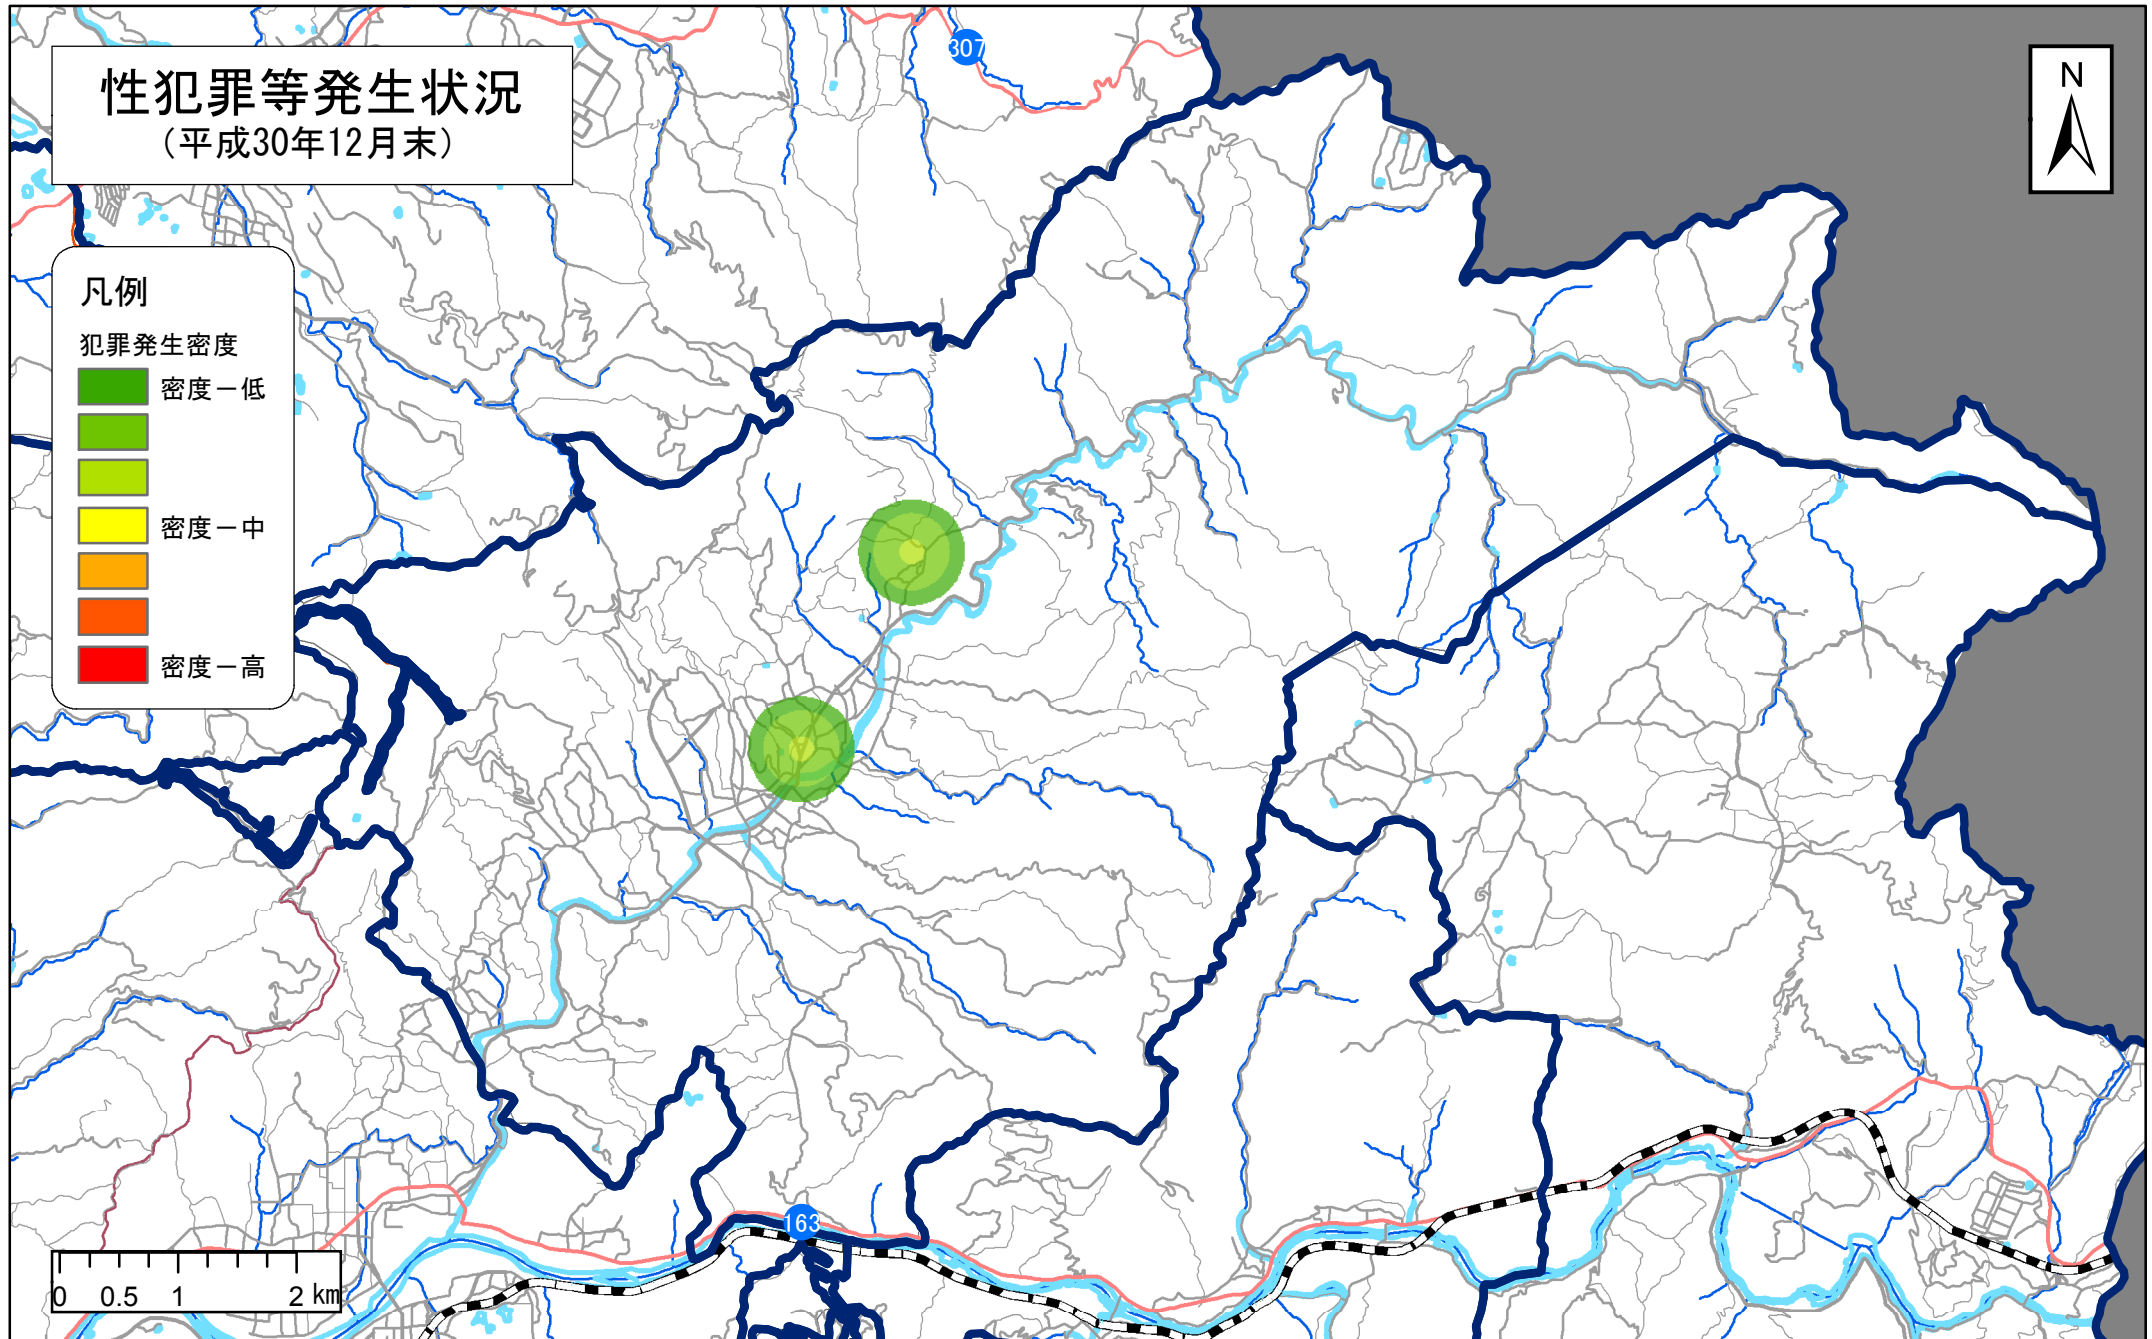 性犯罪等発生状況
（平成30年12月末）
307
N
凡例
犯罪発生密度
密度－低
密度－中
密度－高
163
0 0.5 1 2 km